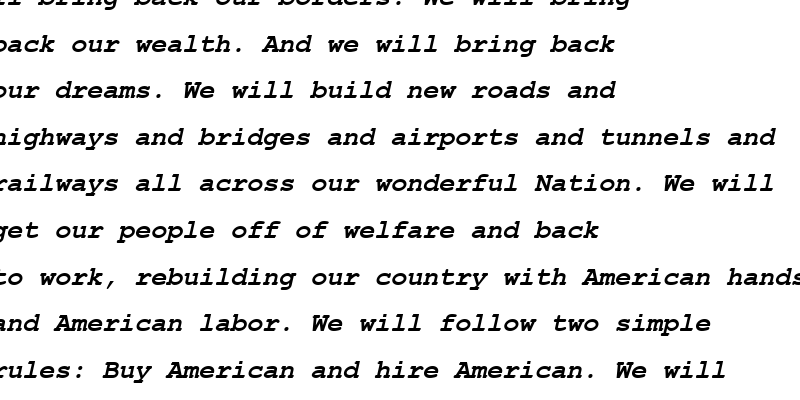 bring back our borders. We will bring
back our wealth. And we will bring back
our dreams. We will build new roads and
highways and bridges and airports and tunnels and
railways all across our wonderful Nation. We will
get our people off of welfare and back
to work, rebuilding our country with American hands
and American labor. We will follow two simple
rules: Buy American and hire American. We will